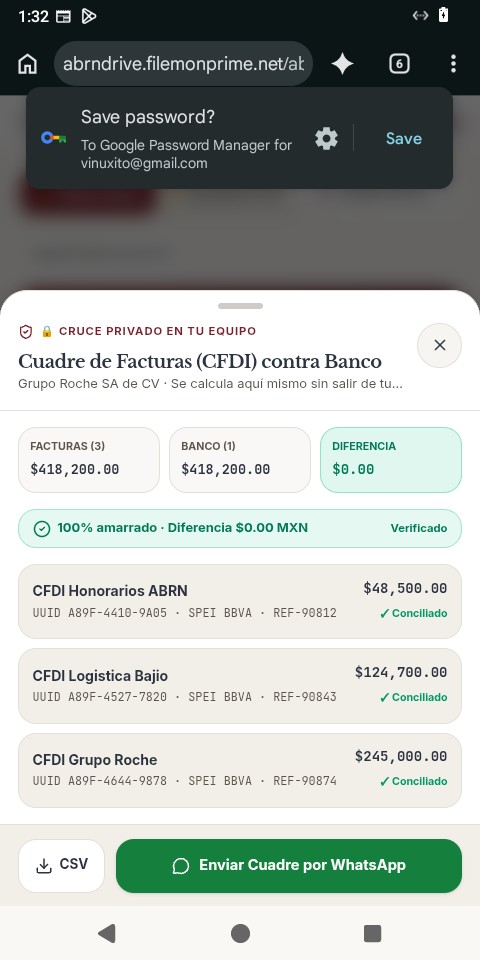 1:32
abrndrive.filemonprime.net/ab
6
Save password?
To Google Password Manager for
vinuxito@gmail.com
Save
🔒 CRUCE PRIVADO EN TU EQUIPO
Cuadre de Facturas (CFDI) contra Banco
Grupo Roche SA de CV · Se calcula aquí mismo sin salir de tu...
FACTURAS (3)
$418,200.00
BANCO (1)
$418,200.00
DIFERENCIA
$0.00
100% amarrado · Diferencia $0.00 MXN
Verificado
CFDI Honorarios ABRN
$48,500.00
UUID A89F-4410-9A05 · SPEI BBVA · REF-90812
✓ Conciliado
CFDI Logistica Bajio
$124,700.00
UUID A89F-4527-7820 · SPEI BBVA · REF-90843
✓ Conciliado
CFDI Grupo Roche
$245,000.00
UUID A89F-4644-9878 · SPEI BBVA · REF-90874
✓ Conciliado
CSV
Enviar Cuadre por WhatsApp